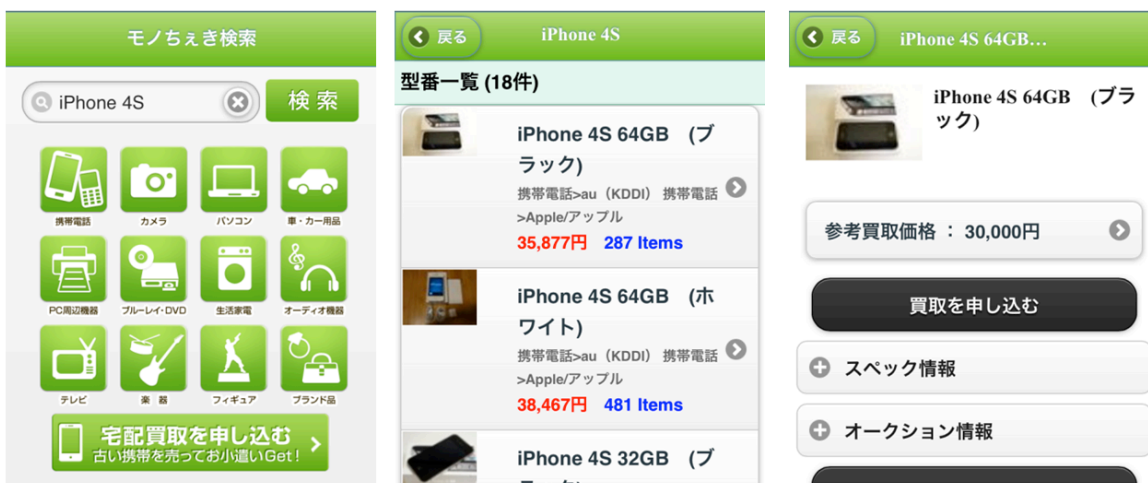 モノちぇき検索
iPhone 4S
検索
携帯電話
カメラ
パソコン
車・カー用品
PC周辺機器
ブルーレイ・DVD
生活家電
オーディオ機器
テレビ
楽 器
フィギュア
ブランド品
宅配買取を申し込む
古い携帯を売ってお小遣いGet!
戻る
iPhone 4S
型番一覧 (18件)
iPhone 4S 64GB (ブ
ラック)
携帯電話>au（KDDI） 携帯電話
>Apple/アップル
35,877円 287 Items
iPhone 4S 64GB (ホ
ワイト)
携帯電話>au（KDDI） 携帯電話
>Apple/アップル
38,467円 481 Items
iPhone 4S 32GB (ブ
戻る
iPhone 4S 64GB…
iPhone 4S 64GB (ブラ
ック)
参考買取価格 ： 30,000円
買取を申し込む
スペック情報
オークション情報